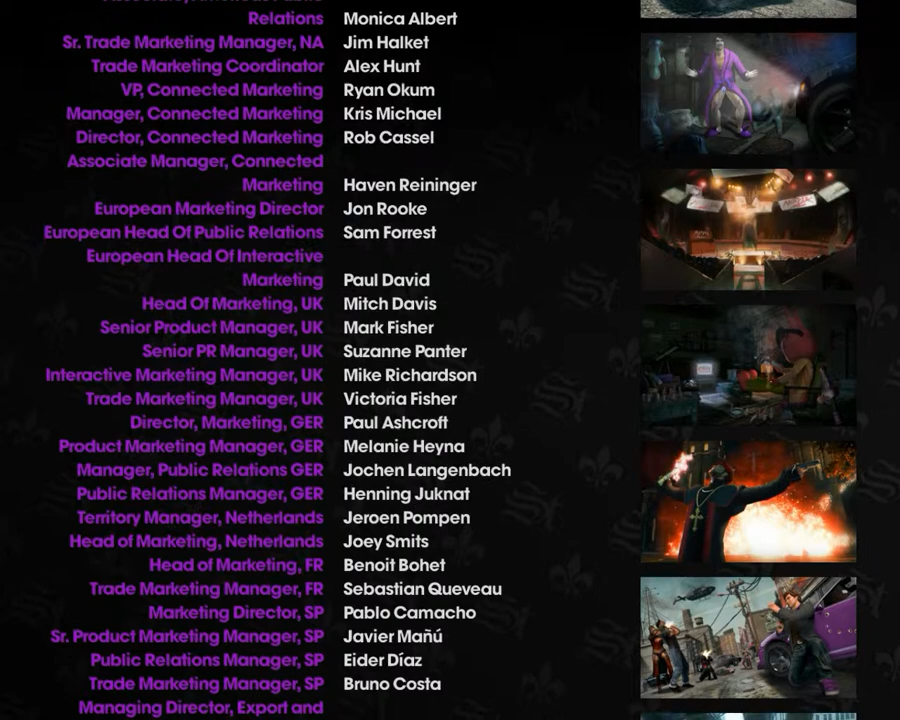 Relations Monica Albert
Sr. Trade Marketing Manager, NA Jim Halket
Trade Marketing Coordinator Alex Hunt
VP, Connected Marketing Ryan Okum
Manager, Connected Marketing Kris Michael
Director, Connected Marketing Rob Cassel
Associate Manager, Connected
Marketing Haven Reininger
European Marketing Director Jon Rooke
European Head Of Public Relations Sam Forrest
European Head Of Interactive
Marketing Paul David
Head Of Marketing, UK Mitch Davis
Senior Product Manager, UK Mark Fisher
Senior PR Manager, UK Suzanne Panter
Interactive Marketing Manager, UK Mike Richardson
Trade Marketing Manager, UK Victoria Fisher
Director, Marketing, GER Paul Ashcroft
Product Marketing Manager, GER Melanie Heyna
Manager, Public Relations GER Jochen Langenbach
Public Relations Manager, GER Henning Juknat
Territory Manager, Netherlands Jeroen Pompen
Head of Marketing, Netherlands Joey Smits
Head of Marketing, FR Benoit Bohet
Trade Marketing Manager, FR Sebastian Queveau
Marketing Director, SP Pablo Camacho
Sr. Product Marketing Manager, SP Javier Mañú
Public Relations Manager, SP Eider Díaz
Trade Marketing Manager, SP Bruno Costa
Managing Director, Export and